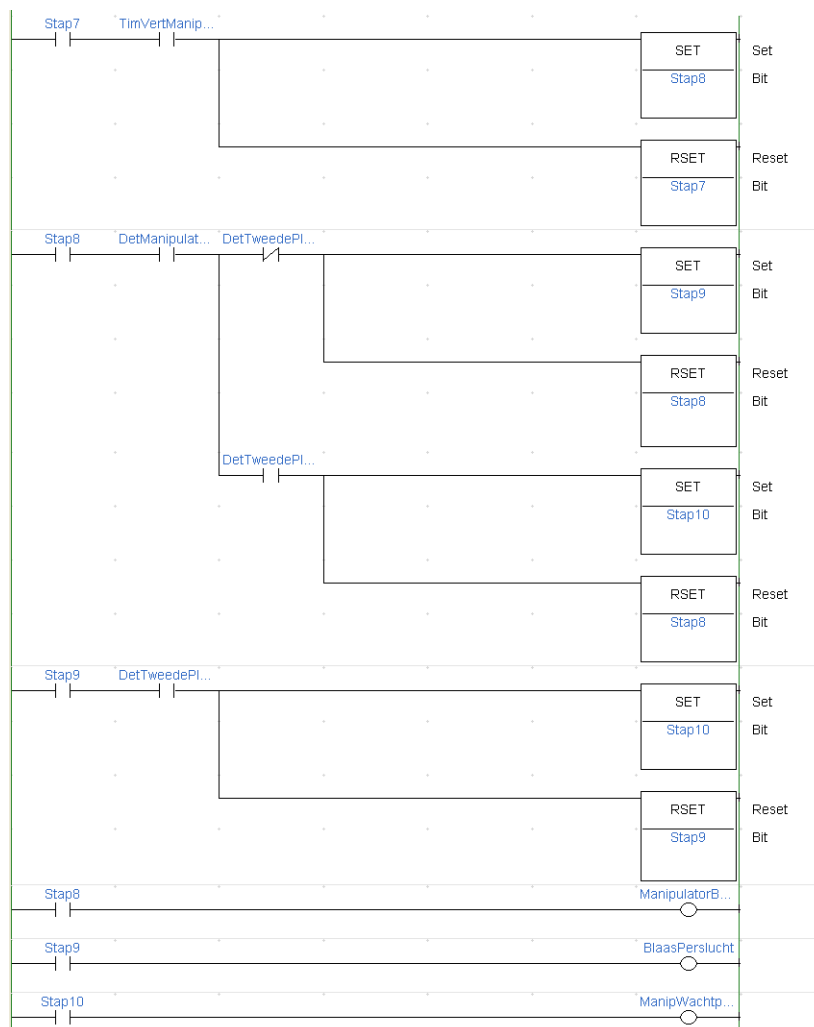 Stap7 TimVertManip...
SET Set
Stap8 Bit
RSET Reset
Stap7 Bit
Stap8 DetManipulat... DetTweedePl...
SET Set
Stap9 Bit
RSET Reset
Stap8 Bit
DetTweedePl...
SET Set
Stap10 Bit
RSET Reset
Stap8 Bit
Stap9 DetTweedePl...
SET Set
Stap10 Bit
RSET Reset
Stap9 Bit
Stap8 ManipulatorB...
Stap9 BlaasPerslucht
Stap10 ManipWachtp...